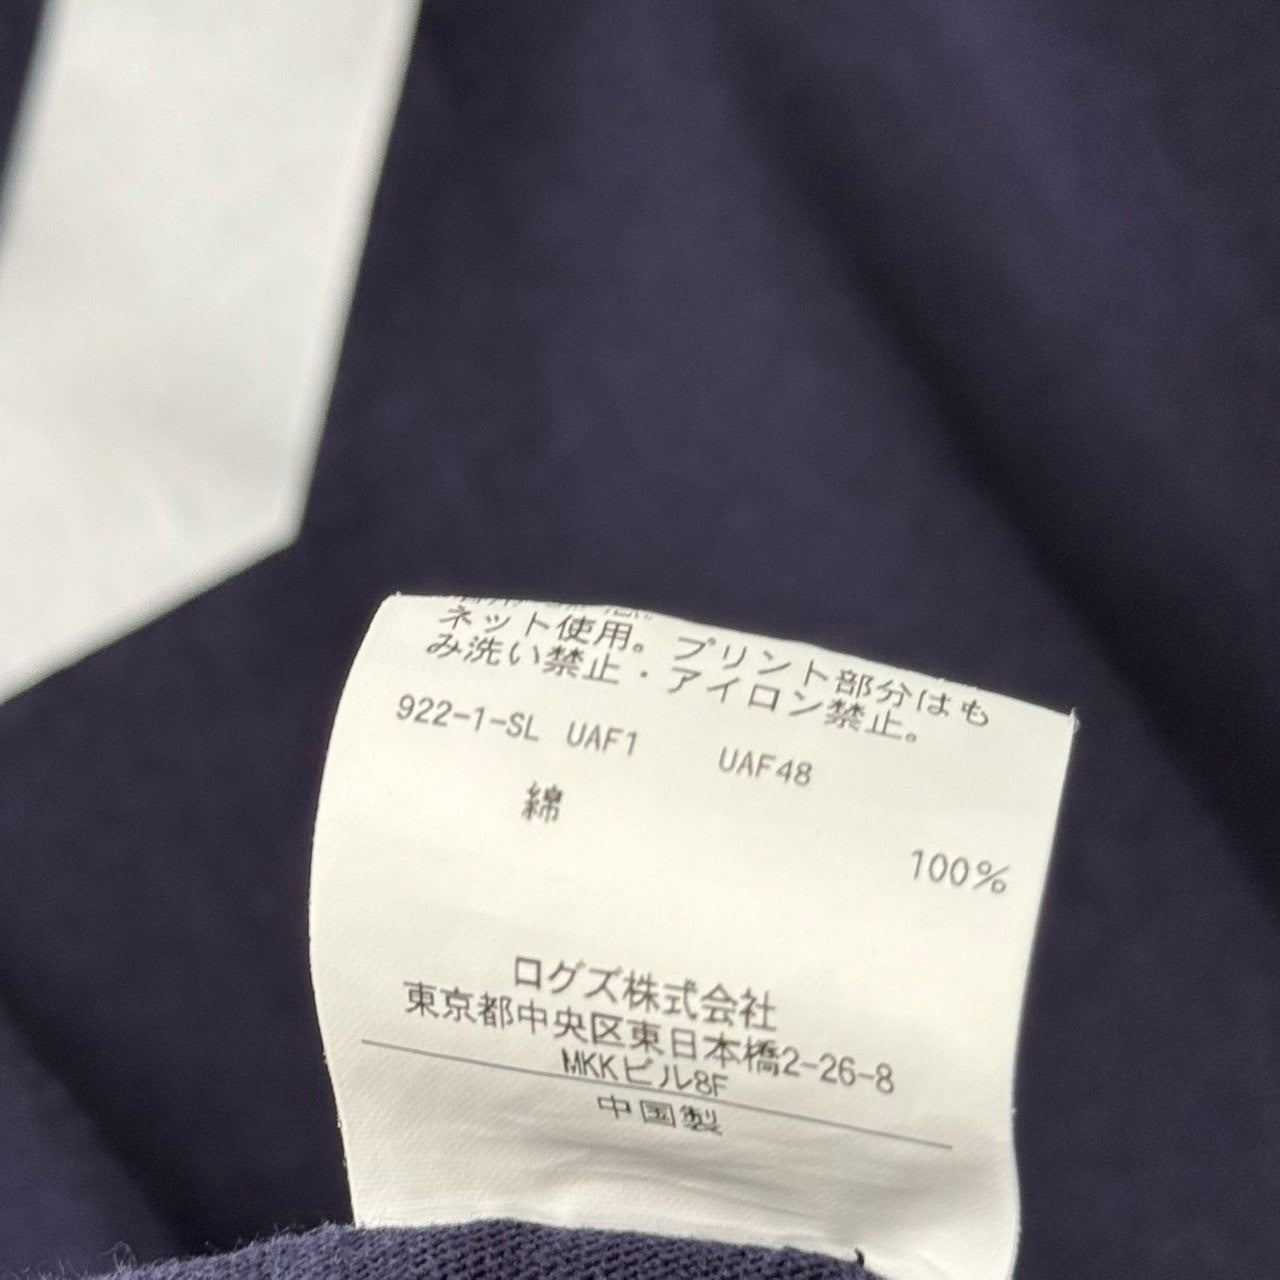 ネット使用。プリント部分はも
み洗い禁止・アイロン禁止。
922-1-SL UAF1 UAF48
綿
100%
ログズ株式会社
東京都中央区東日本橋2-26-8
MKKビル8F
中国製